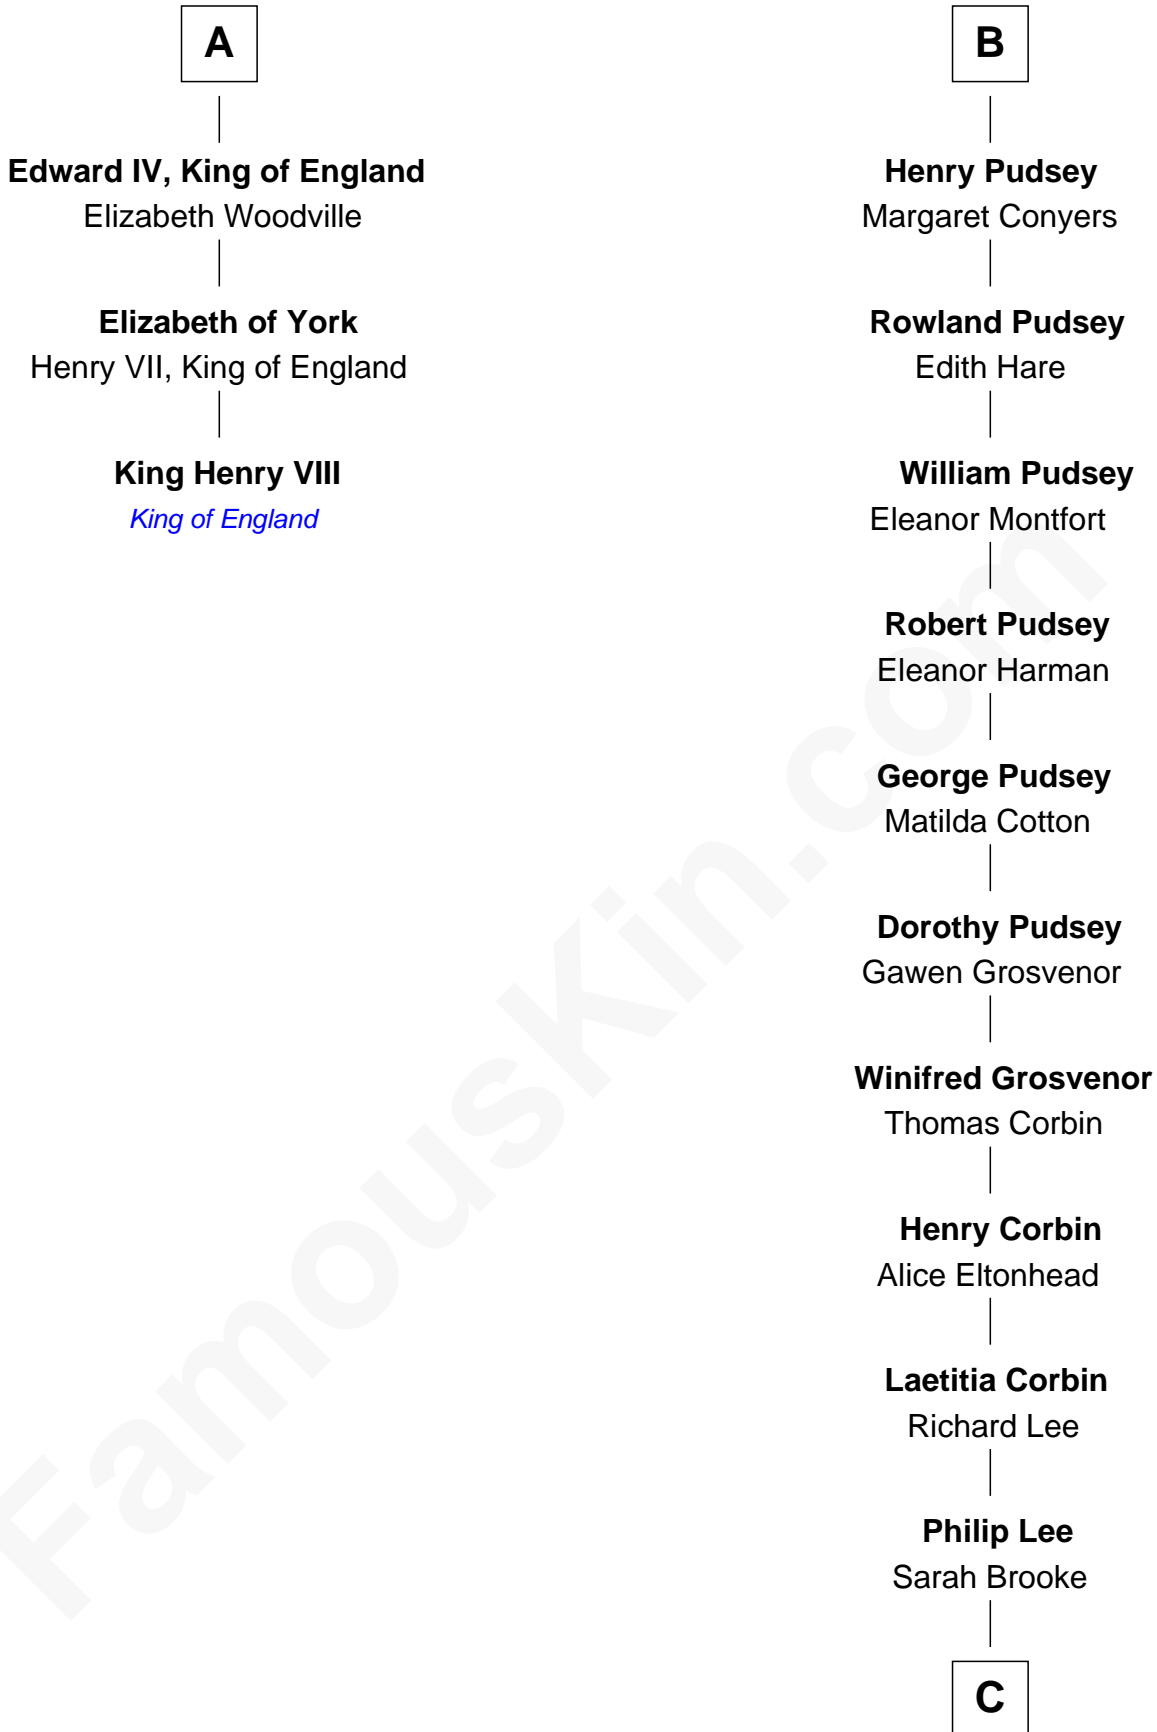 A
Edward IV, King of England
Elizabeth Woodville
Elizabeth of York
Henry VII, King of England
King Henry VIII
King of England
B
Henry Pudsey
Margaret Conyers
Rowland Pudsey
Edith Hare
William Pudsey
Eleanor Montfort
Robert Pudsey
Eleanor Harman
George Pudsey
Matilda Cotton
Dorothy Pudsey
Gawen Grosvenor
Winifred Grosvenor
Thomas Corbin
Henry Corbin
Alice Eltonhead
Laetitia Corbin
Richard Lee
Philip Lee
Sarah Brooke
C
FamousKin.com